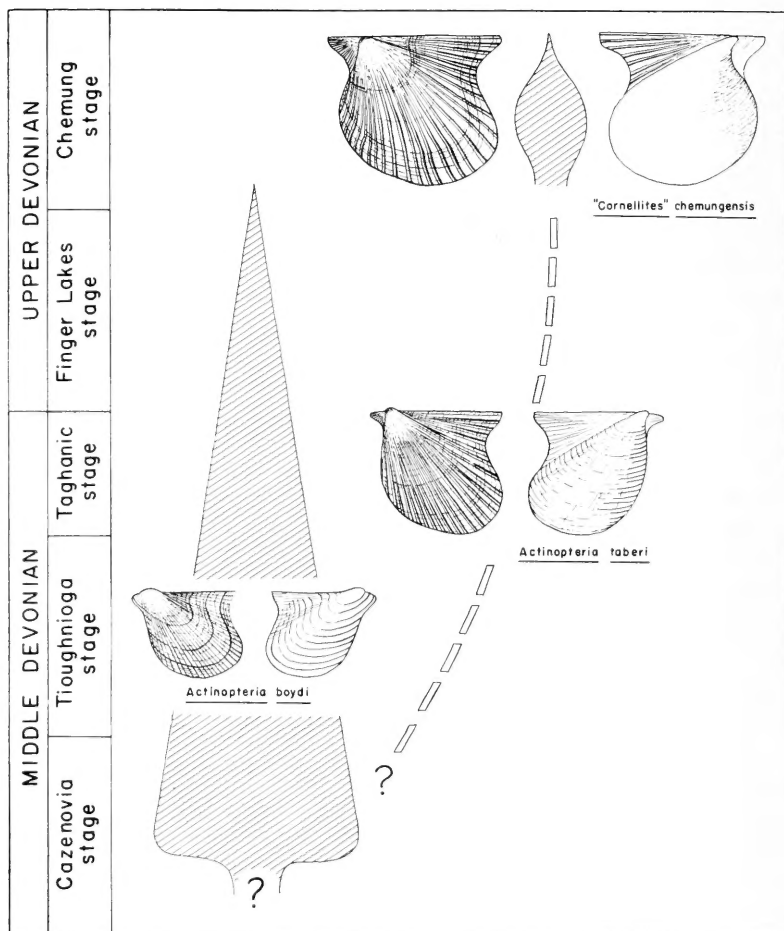 UPPER DEVONIAN
MIDDLE DEVONIAN
Chemung
stage
Finger Lakes
stage
Taghanic
stage
Tioughnioga
stage
Cazenovia
stage
"Cornellites" chemungensis
Actinopteria taberi
Actinopteria boydi
?
?